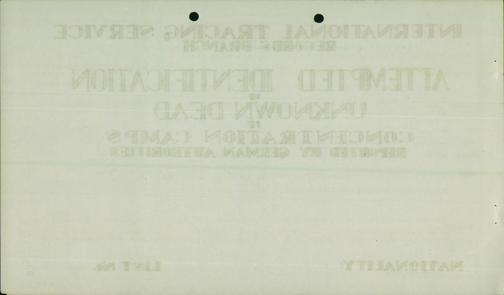 INTERNATIONAL TRACING SERVICE
RECORDS BRANCH
ATTEMPTED IDENTIFICATION
OF
UNKNOWN DEAD
IN
CONCENTRATION CAMPS
REPORTED BY GERMAN AUTHORITIES
NATIONALITY
LIST No.